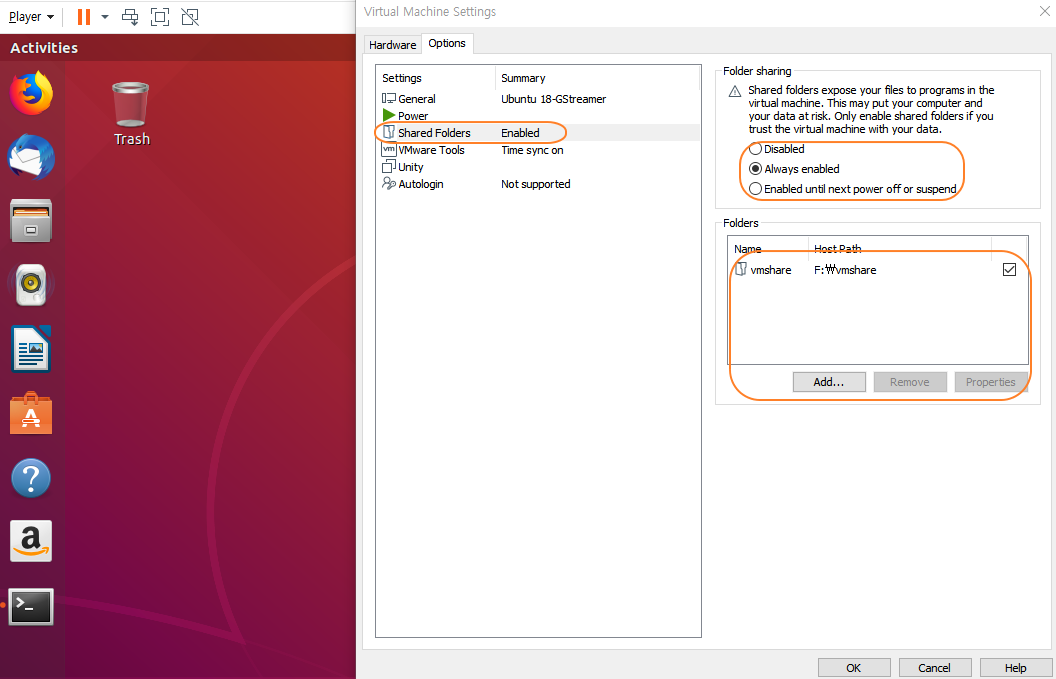 Player
Virtual Machine Settings
Activities
Trash
Hardware
Options
Settings Summary
General Ubuntu 18-GStreamer
Power
Shared Folders Enabled
VMware Tools Time sync on
Unity
Autologin Not supported
Folder sharing
Shared folders expose your files to programs in the
virtual machine. This may put your computer and
your data at risk. Only enable shared folders if you
trust the virtual machine with your data.
Disabled
Always enabled
Enabled until next power off or suspend
Folders
Name Host Path
vmshare F:₩vmshare
Add... Remove Properties
OK Cancel Help